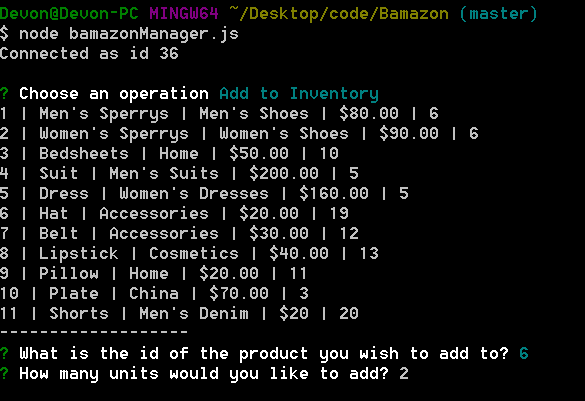 Devon@Devon-PC MINGW64 ~/Desktop/code/Bamazon (master)
$ node bamazonManager.js
Connected as id 36
? Choose an operation Add to Inventory
1 | Men's Sperrys | Men's Shoes | $80.00 | 6
2 | Women's Sperrys | Women's Shoes | $90.00 | 6
3 | Bedsheets | Home | $50.00 | 10
4 | Suit | Men's Suits | $200.00 | 5
5 | Dress | Women's Dresses | $160.00 | 5
6 | Hat | Accessories | $20.00 | 19
7 | Belt | Accessories | $30.00 | 12
8 | Lipstick | Cosmetics | $40.00 | 13
9 | Pillow | Home | $20.00 | 11
10 | Plate | China | $70.00 | 3
11 | Shorts | Men's Denim | $20 | 20
-------------------
? What is the id of the product you wish to add to? 6
? How many units would you like to add? 2